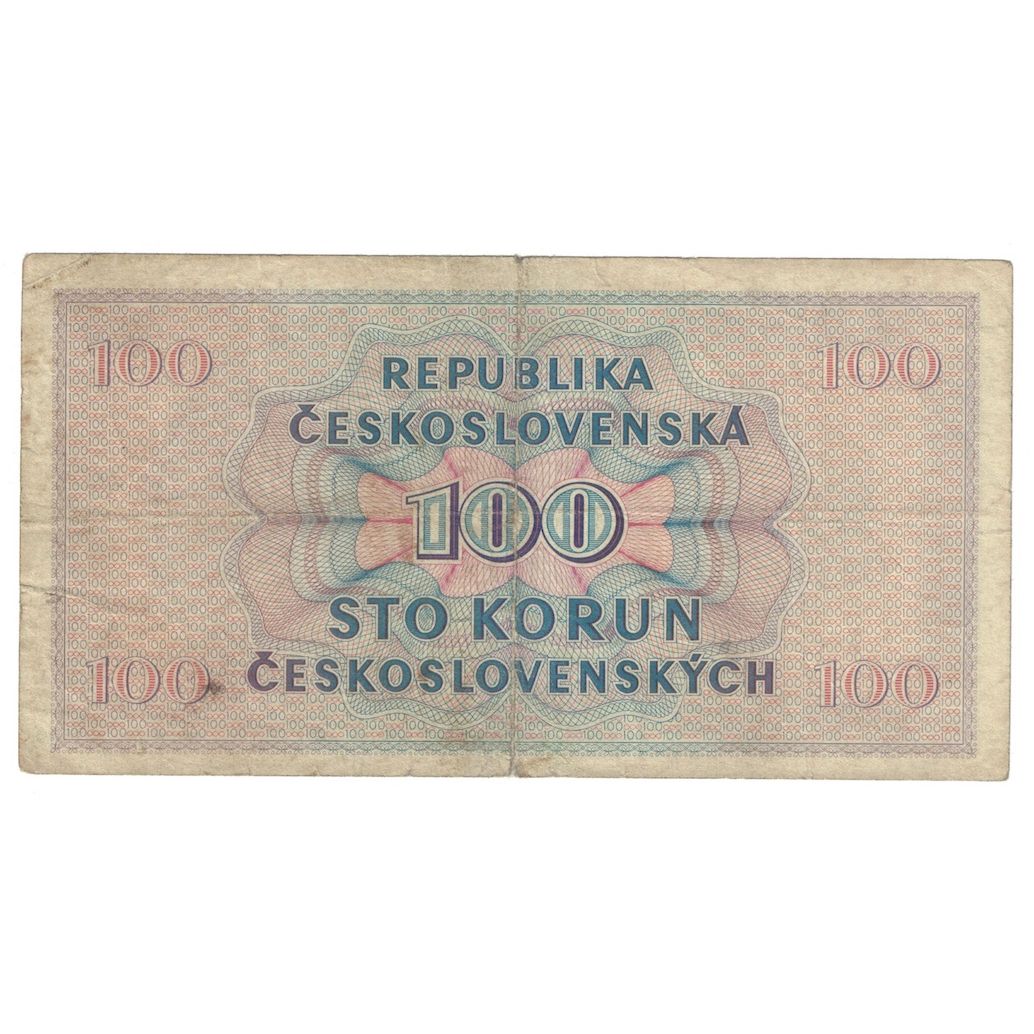 100 100
REPUBLIKA
ČESKOSLOVENSKÁ
100
STO KORUN
ČESKOSLOVENSKÝCH
100 100